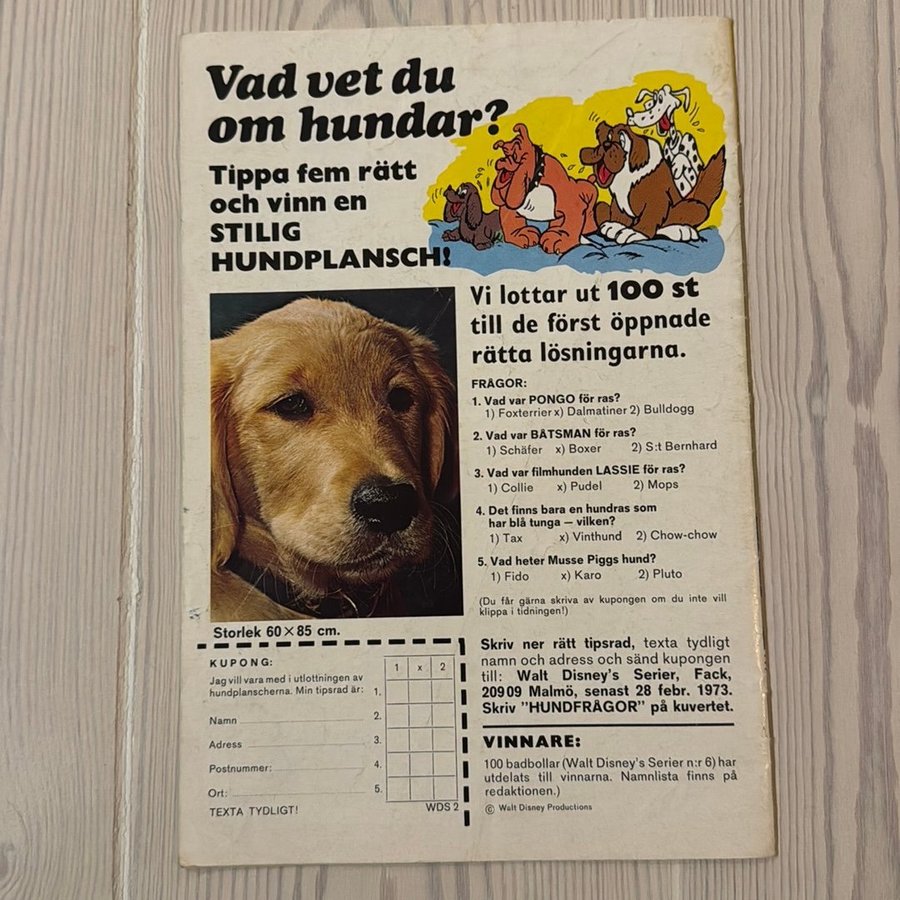 Vad vet du
om hundar?
Tippa fem rätt
och vinn en
STILIG
HUNDPLANSCH!
Vi lottar ut 100 st
till de först öppnade
rätta lösningarna.
FRÅGOR:
1. Vad var PONGO för ras?
1) Foxterrier x) Dalmatiner 2) Bulldogg
2. Vad var BÅTSMAN för ras?
1) Schäfer x) Boxer 2) S:t Bernhard
3. Vad var filmhunden LASSIE för ras?
1) Collie x) Pudel 2) Mops
4. Det finns bara en hundras som
har blå tunga — vilken?
1) Tax x) Vinthund 2) Chow-chow
5. Vad heter Musse Piggs hund?
1) Fido x) Karo 2) Pluto
(Du får gärna skriva av kupongen om du inte vill
klippa i tidningen!)
Storlek 60 × 85 cm.
KUPONG:
Jag vill vara med i utlottningen av
hundplanscherna. Min tipsrad är:
1 x 2
1.
2.
3.
4.
5.
Namn
Adress
Postnummer:
Ort:
TEXTA TYDLIGT!
WDS 2
Skriv ner rätt tipsrad, texta tydligt
namn och adress och sänd kupongen
till: Walt Disney's Serier, Fack,
209 09 Malmö, senast 28 febr. 1973.
Skriv "HUNDFRÅGOR" på kuvertet.
VINNARE:
100 badbollar (Walt Disney's Serier n:r 6) har
utdelats till vinnarna. Namnlista finns på
redaktionen.)
© Walt Disney Productions